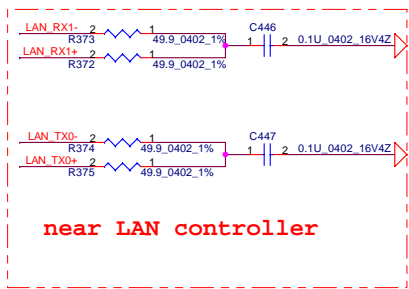 C446
LAN_RX1- 2 1
R373 49.9_0402_1% 1 2 0.1U_0402_16V4Z
LAN_RX1+ 2 1
R372 49.9_0402_1%
C447
LAN_TX0- 2 1
R374 49.9_0402_1% 1 2 0.1U_0402_16V4Z
LAN_TX0+ 2 1
R375 49.9_0402_1%
near LAN controller